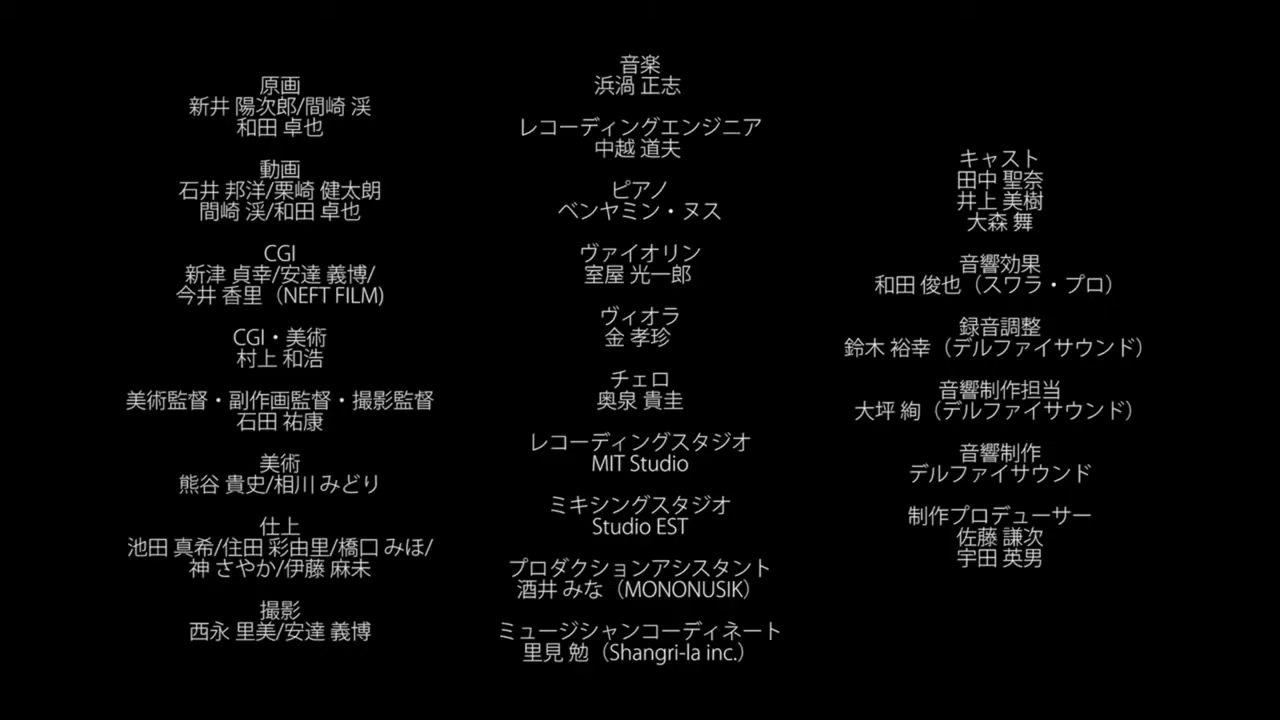 原画
新井 陽次郎/間崎 渓
和田 卓也
動画
石井 邦洋/栗崎 健太朗
間崎 渓/和田 卓也
CGI
新津 貞幸/安達 義博/
今井 香里（NEFT FILM）
CGI・美術
村上 和浩
美術監督・副作画監督・撮影監督
石田 祐康
美術
熊谷 貴史/相川 みどり
仕上
池田 真希/住田 彩由里/橋口 みほ/
神 さやか/伊藤 麻未
撮影
西永 里美/安達 義博
音楽
浜渦 正志
レコーディングエンジニア
中越 道夫
ピアノ
ベンヤミン・ヌス
ヴァイオリン
室屋 光一郎
ヴィオラ
金 孝珍
チェロ
奥泉 貴圭
レコーディングスタジオ
MIT Studio
ミキシングスタジオ
Studio EST
プロダクションアシスタント
酒井 みな（MONONUSIK）
ミュージシャンコーディネート
里見 勉（Shangri-la inc.）
キャスト
田中 聖奈
井上 美樹
大森 舞
音響効果
和田 俊也（スワラ・プロ）
録音調整
鈴木 裕幸（デルファイサウンド）
音響制作担当
大坪 絢（デルファイサウンド）
音響制作
デルファイサウンド
制作プロデューサー
佐藤 謙次
宇田 英男